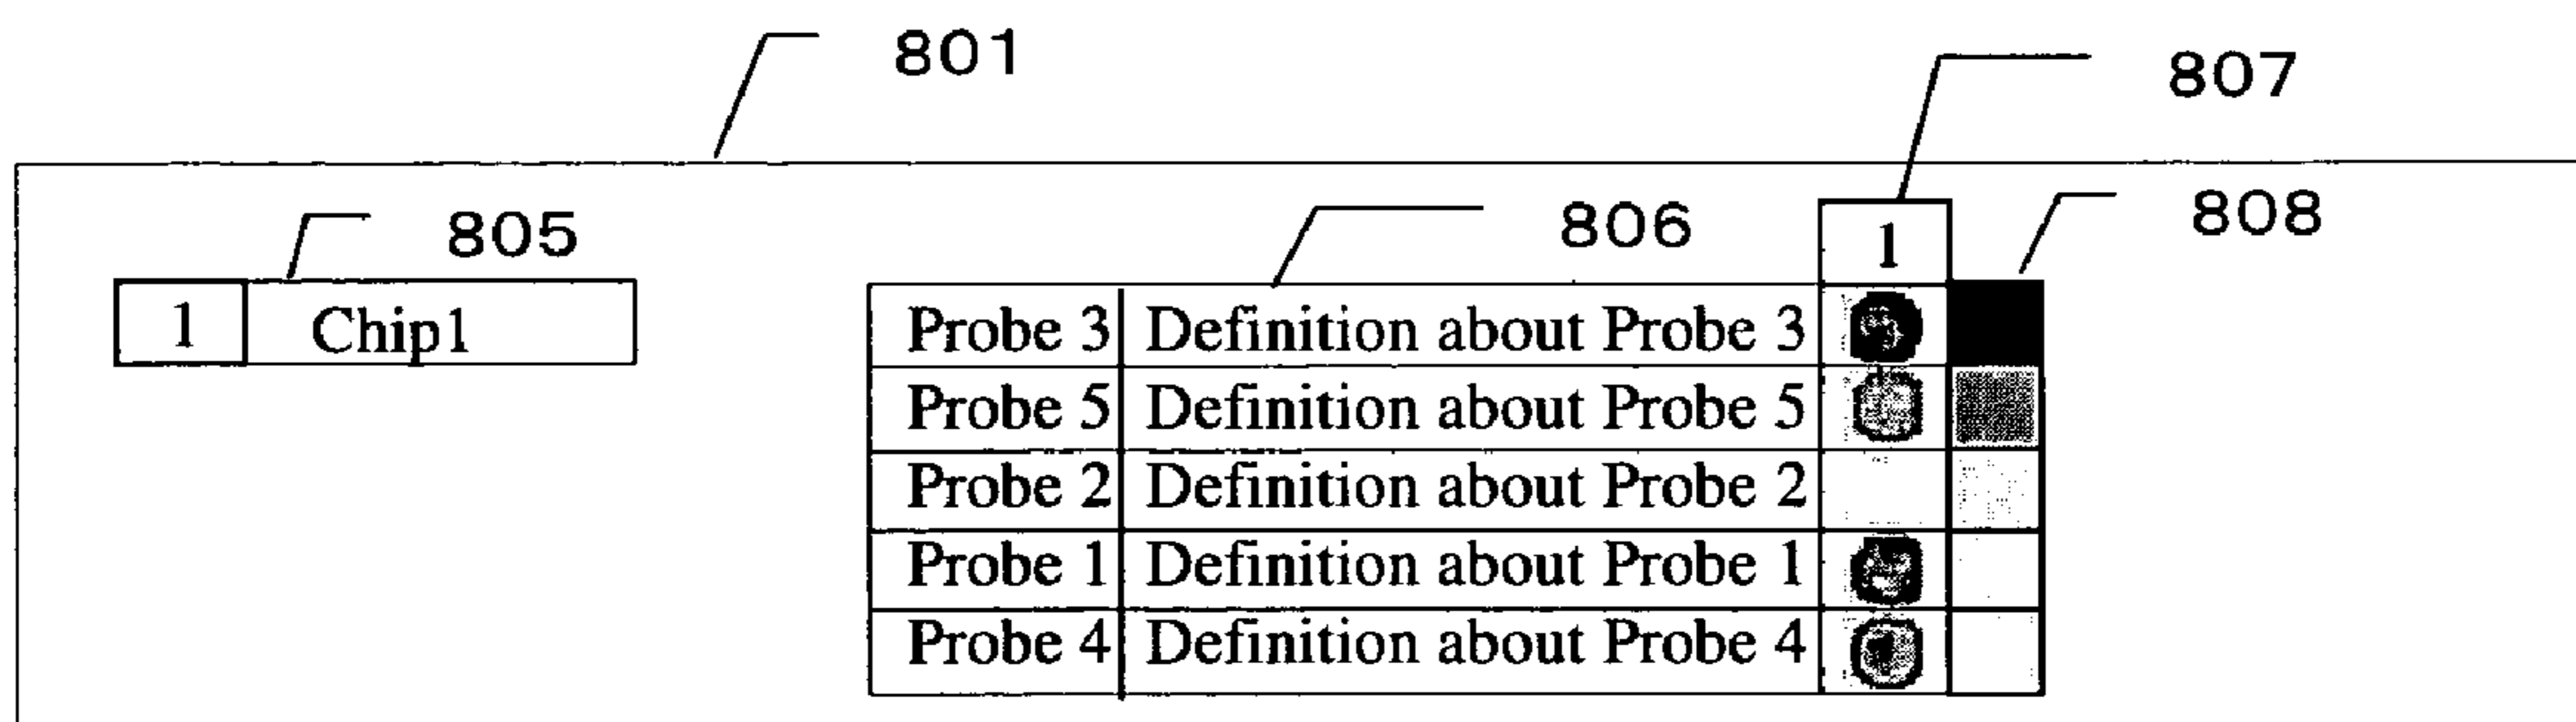 801
807
805
806
808
1
1 Chip1
Probe 3 Definition about Probe 3
Probe 5 Definition about Probe 5
Probe 2 Definition about Probe 2
Probe 1 Definition about Probe 1
Probe 4 Definition about Probe 4